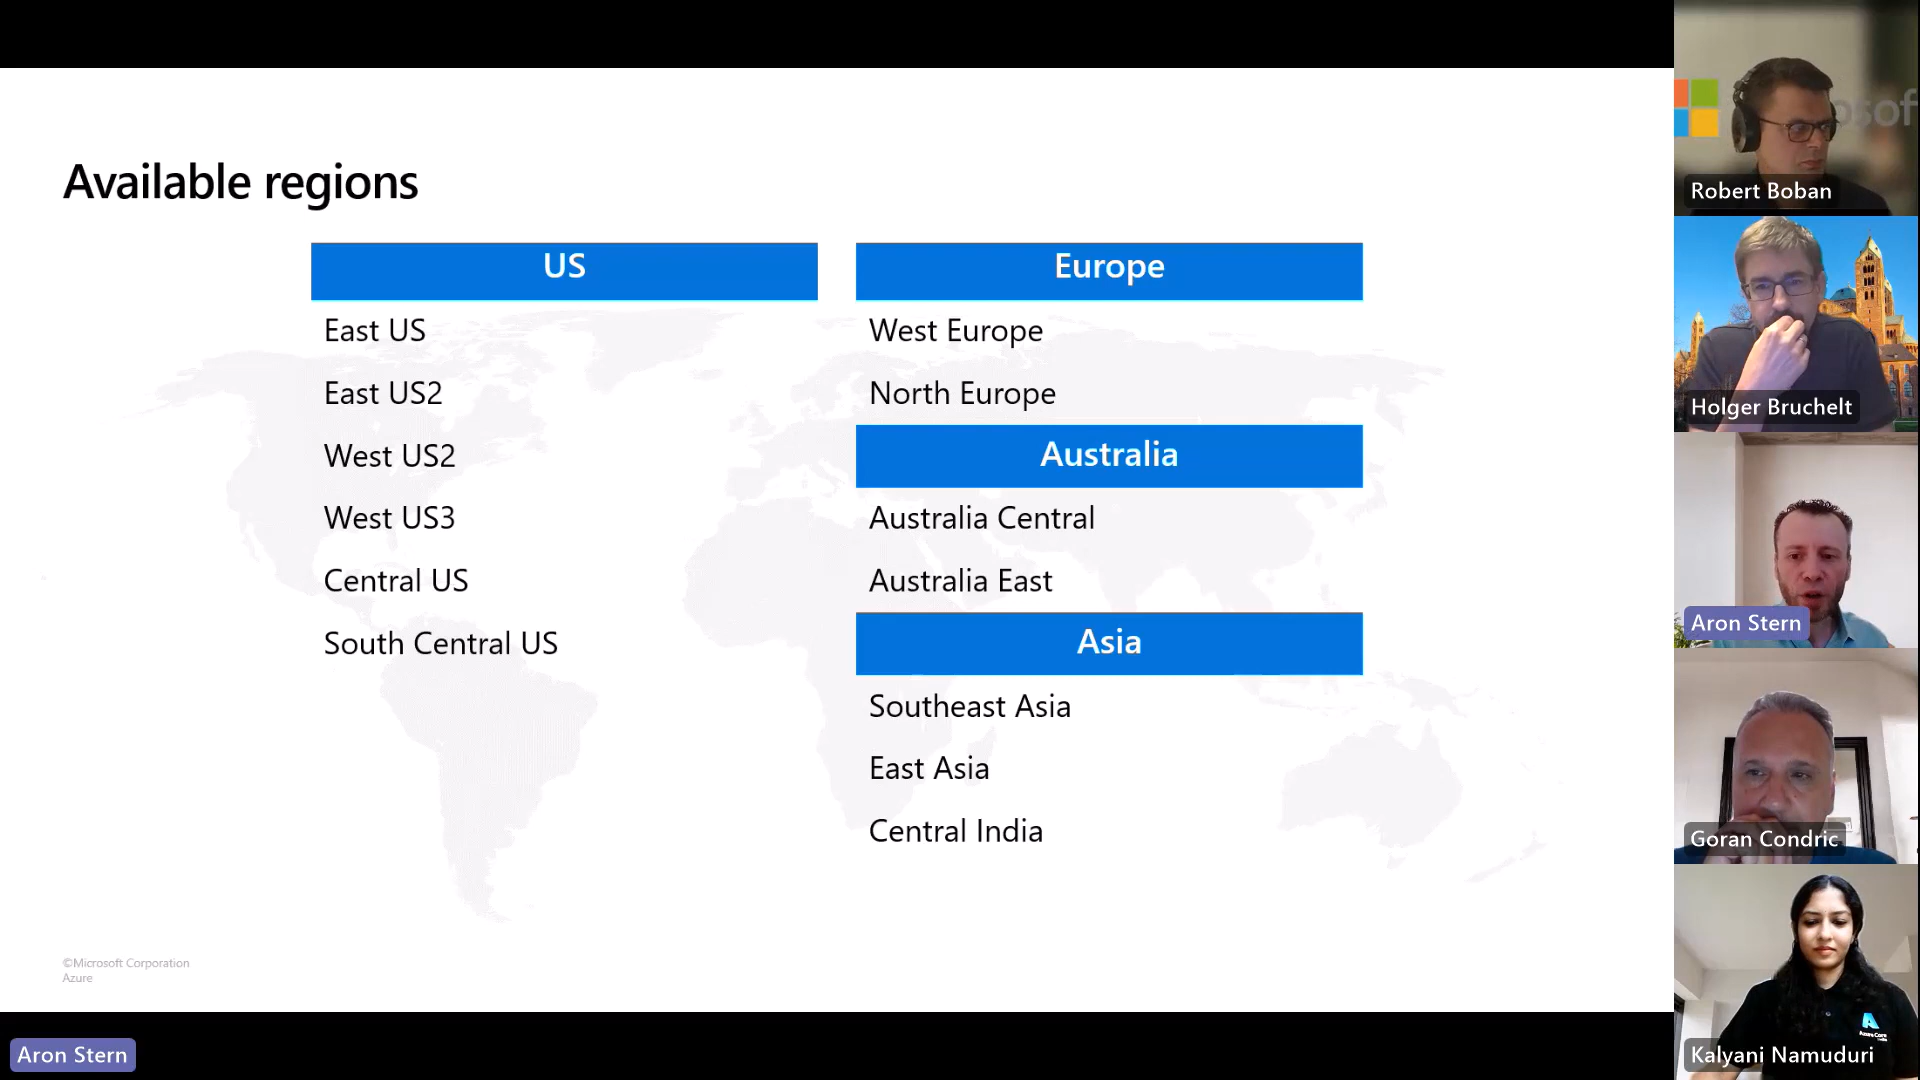 Available regions
US
East US
East US2
West US2
West US3
Central US
South Central US
Europe
West Europe
North Europe
Australia
Australia Central
Australia East
Asia
Southeast Asia
East Asia
Central India
©Microsoft Corporation
Azure
Aron Stern
Robert Boban
Holger Bruchelt
Aron Stern
Goran Condric
Kalyani Namuduri